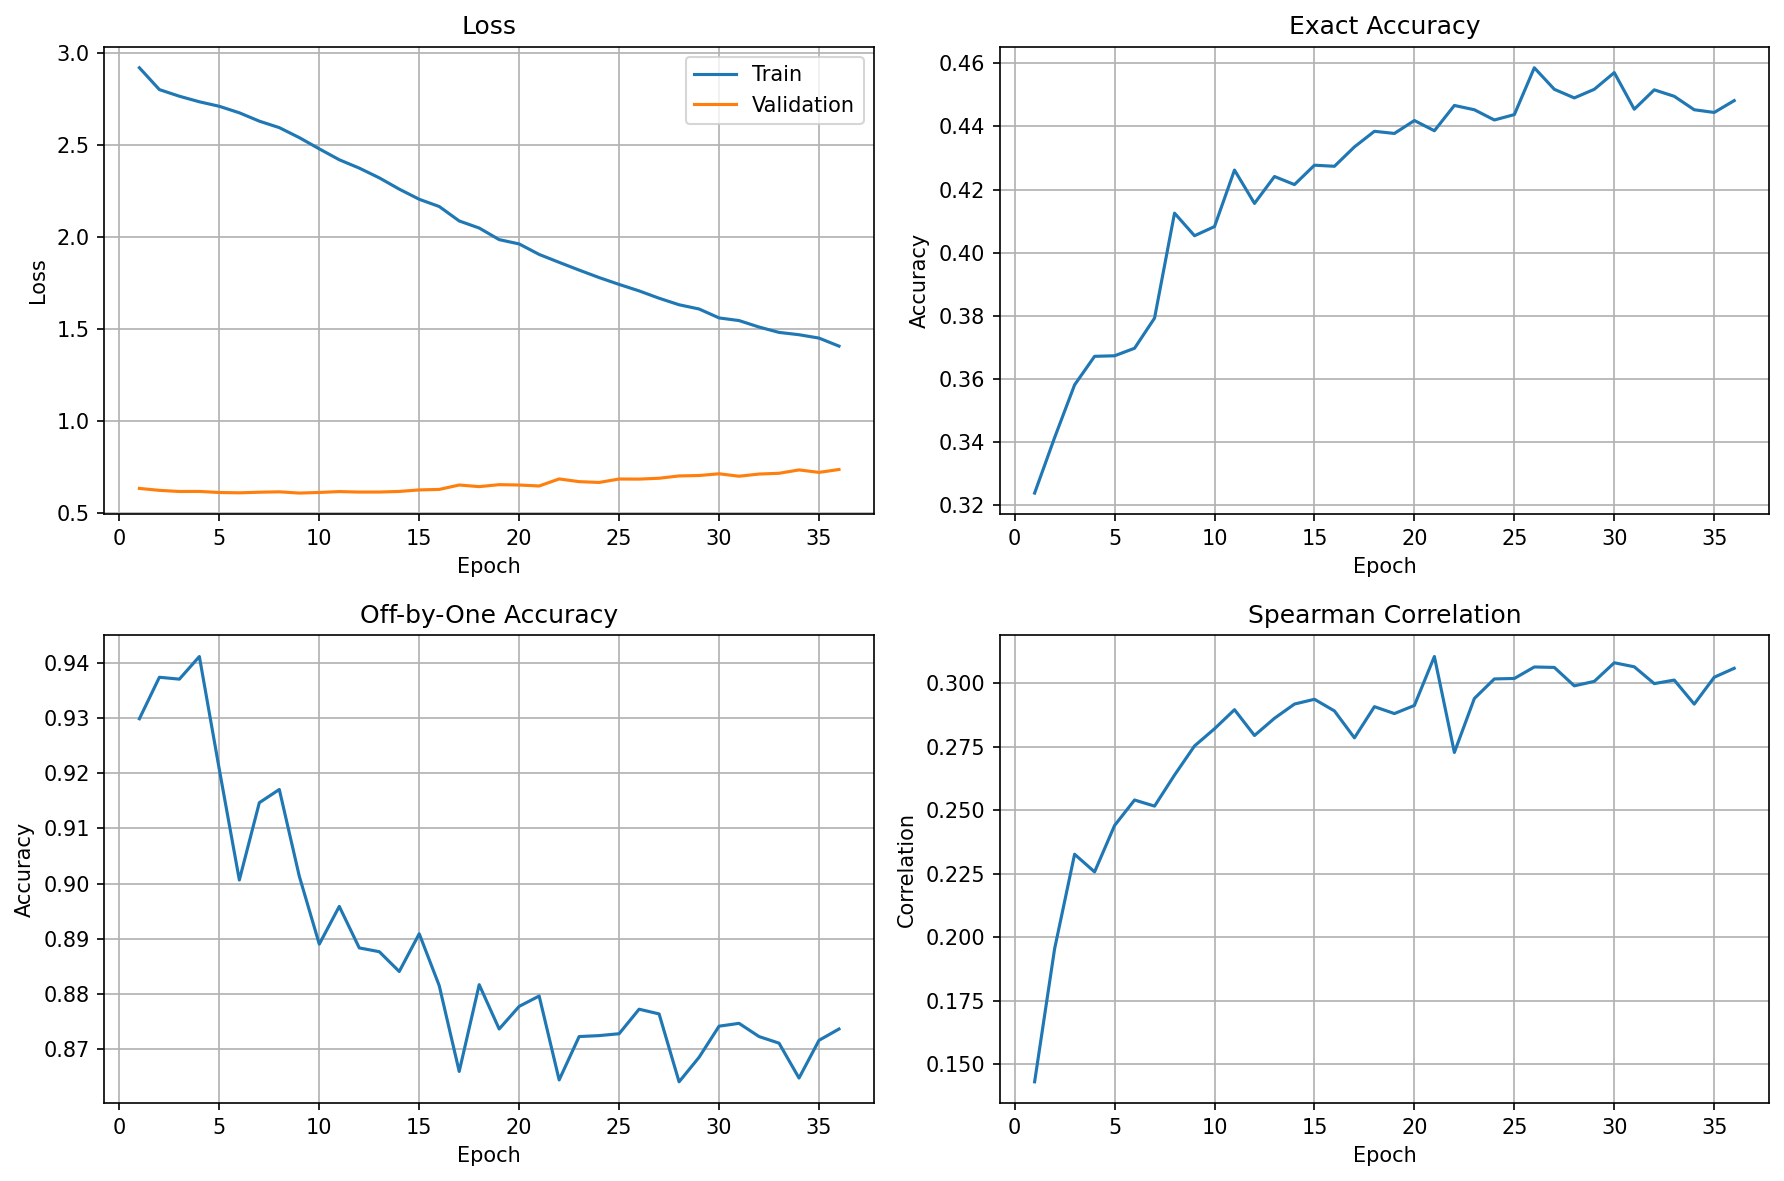 Loss
3.0
2.5
2.0
1.5
1.0
0.5
Loss
Train
Validation
0 5 10 15 20 25 30 35
Epoch
Exact Accuracy
0.46
0.44
0.42
0.40
0.38
0.36
0.34
0.32
Accuracy
0 5 10 15 20 25 30 35
Epoch
Off-by-One Accuracy
0.94
0.93
0.92
0.91
0.90
0.89
0.88
0.87
Accuracy
0 5 10 15 20 25 30 35
Epoch
Spearman Correlation
0.300
0.275
0.250
0.225
0.200
0.175
0.150
Correlation
0 5 10 15 20 25 30 35
Epoch